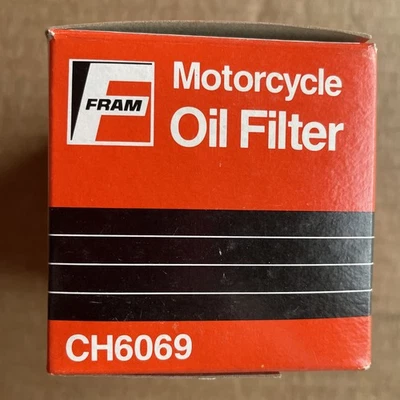 FRAM
Motorcycle
Oil Filter
CH6069